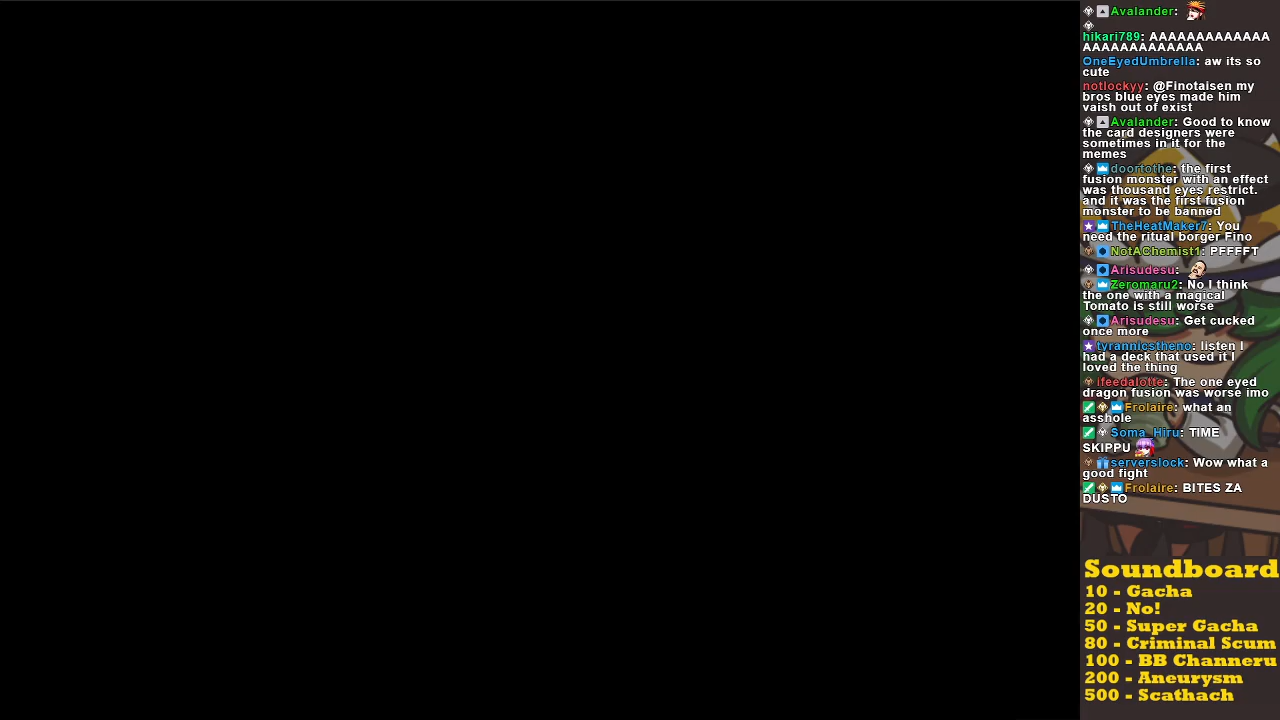 Avalander:
hikari789: AAAAAAAAAAAAA
AAAAAAAAAAAAA
OneEyedUmbrella: aw its so
cute
notlockyy: @Finotaisen my
bros blue eyes made him
vaish out of exist
Avalander: Good to know
the card designers were
sometimes in it for the
memes
doortothe: the first
fusion monster with an effect
was thousand eyes restrict.
and it was the first fusion
monster to be banned
TheHeatMaker7: You
need the ritual borger Fino
NotAChemist1: PFFFFT
Arisudesu:
Zeromaru2: No I think
the one with a magical
Tomato is still worse
Arisudesu: Get cucked
once more
tyrannicstheno: listen I
had a deck that used it I
loved the thing
ifeedalotte: The one eyed
dragon fusion was worse imo
Frolaire: what an
asshole
Soma_Hiru: TIME
SKIPPU
serverslock: Wow what a
good fight
Frolaire: BITES ZA
DUSTO
Soundboard
10 - Gacha
20 - No!
50 - Super Gacha
80 - Criminal Scum
100 - BB Channeru
200 - Aneurysm
500 - Scathach